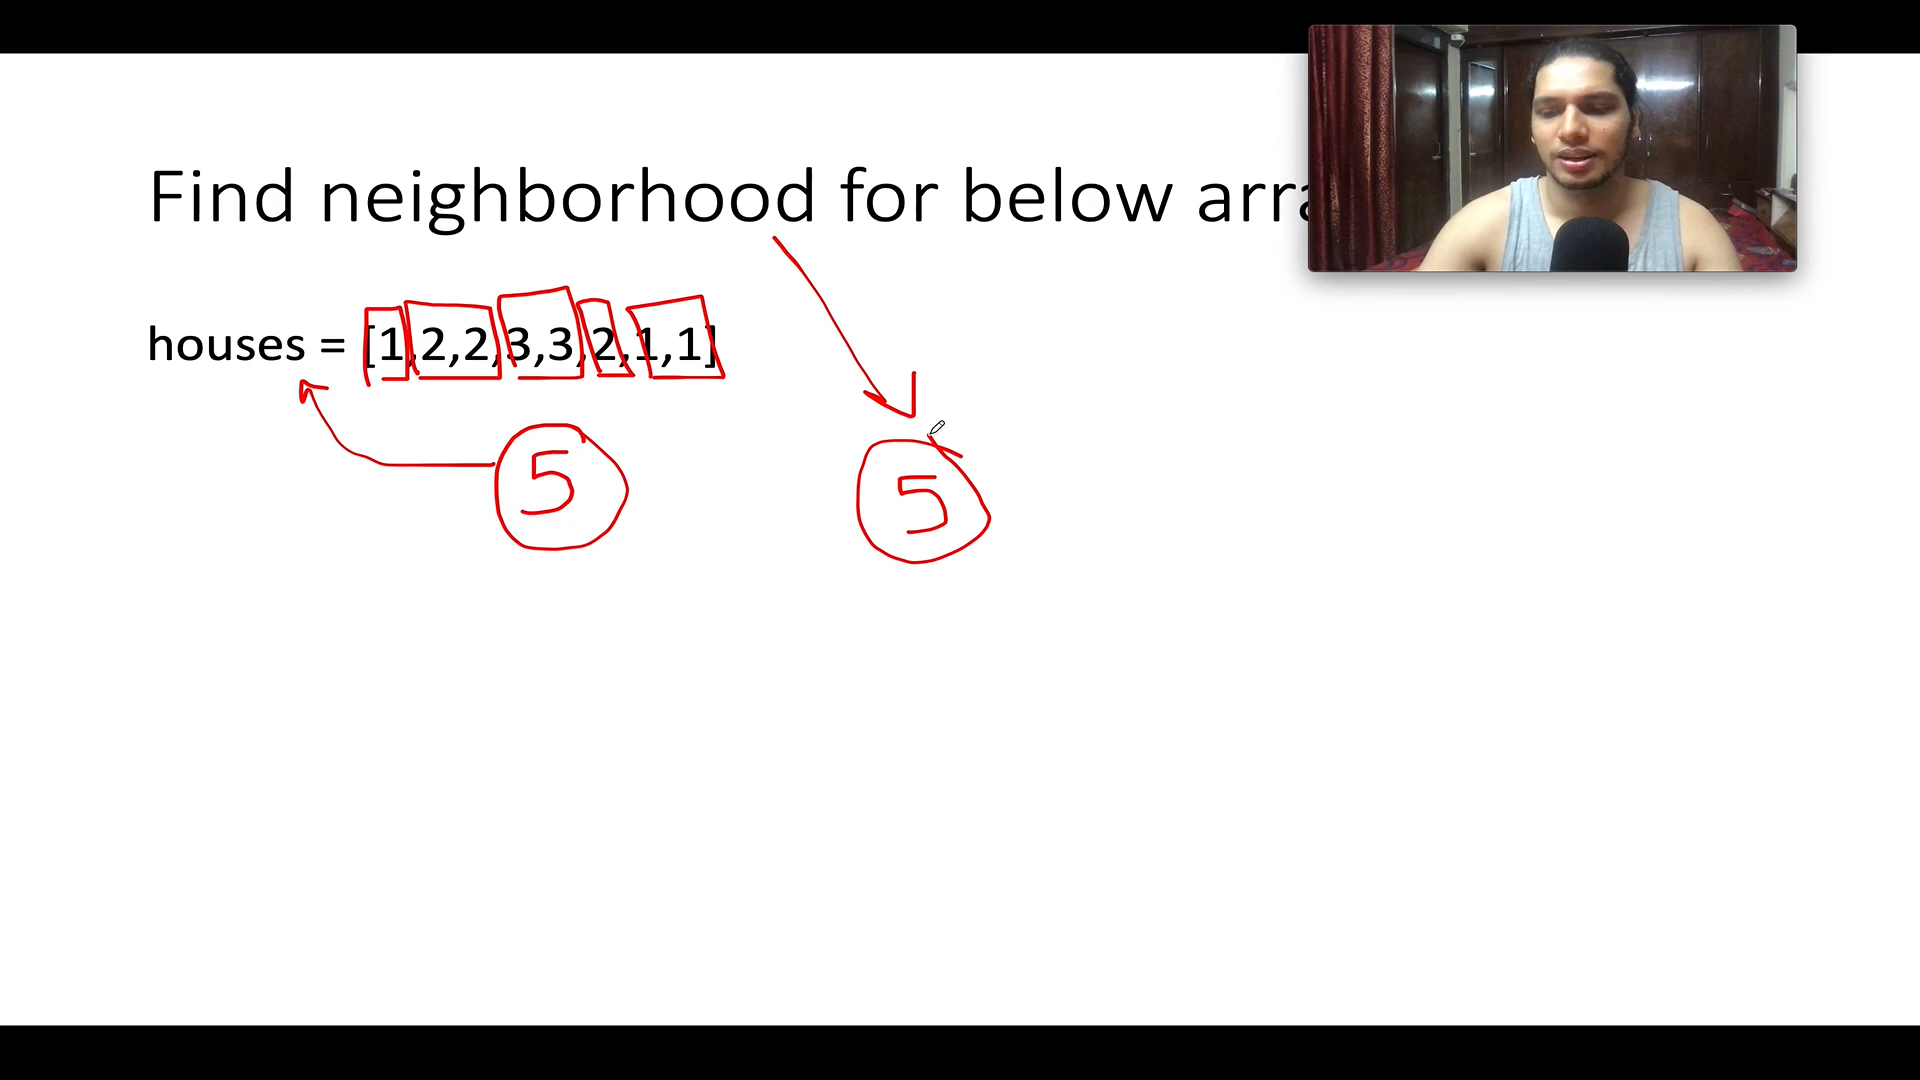 Find neighborhood for below arra
houses = [1,2,2,3,3,2,1,1]
5
5